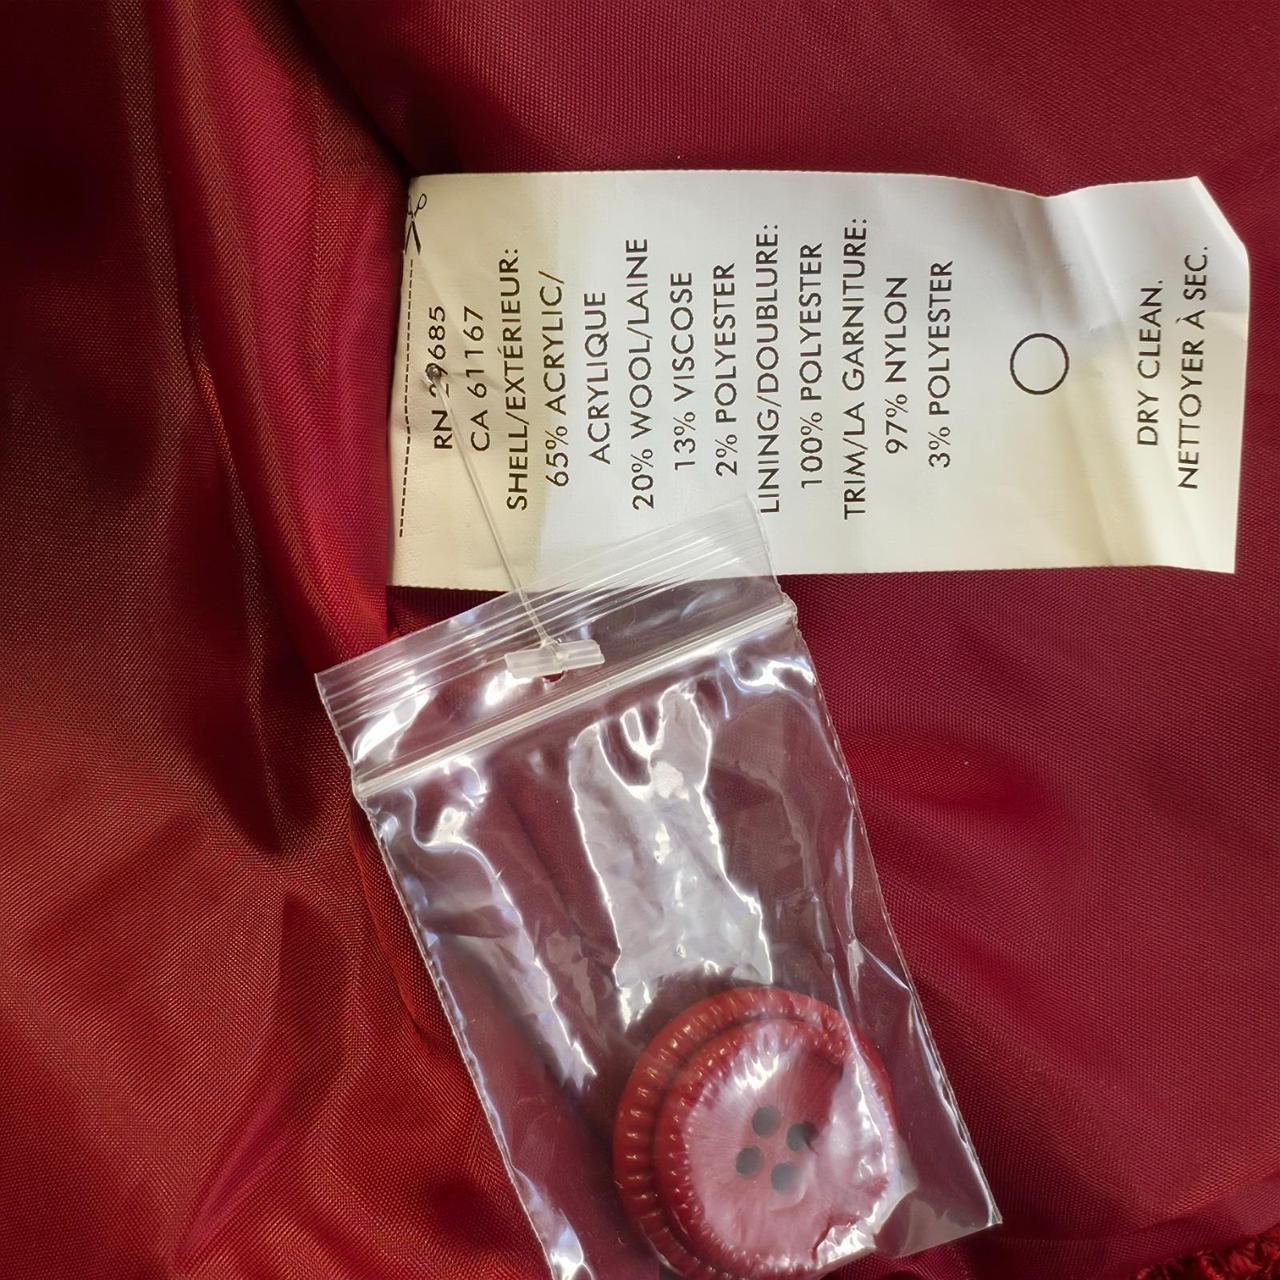 RN 29685
CA 61167
SHELL/EXTÉRIEUR:
65% ACRYLIC/
ACRYLIQUE
20% WOOL/LAINE
13% VISCOSE
2% POLYESTER
LINING/DOUBLURE:
100% POLYESTER
TRIM/LA GARNITURE:
97% NYLON
3% POLYESTER
DRY CLEAN.
NETTOYER À SEC.